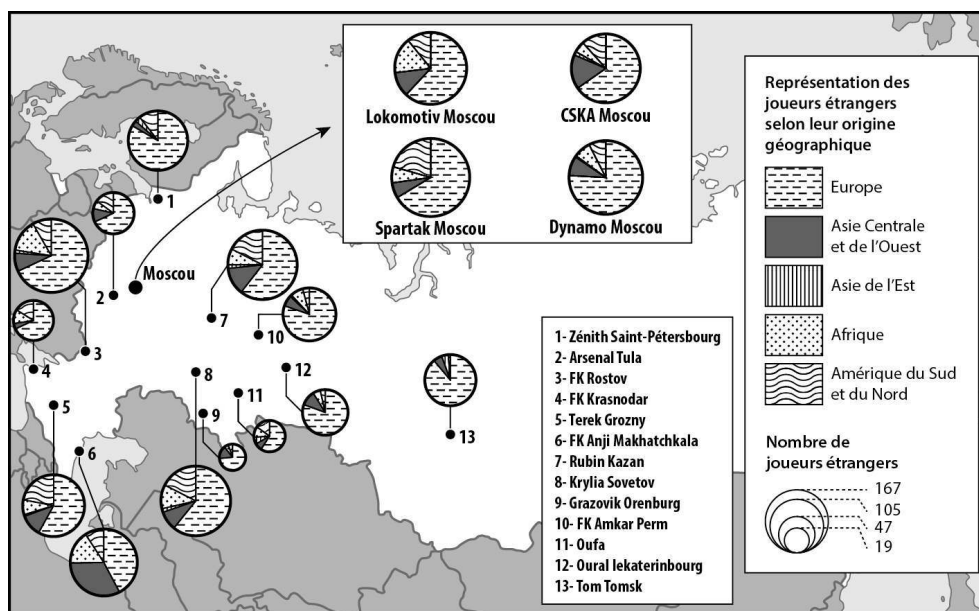 Lokomotiv Moscou
CSKA Moscou
Spartak Moscou
Dynamo Moscou
Moscou
1
2
3
4
5
6
7
8
9
10
11
12
13
1- Zénith Saint-Pétersbourg
2- Arsenal Tula
3- FK Rostov
4- FK Krasnodar
5- Terek Grozny
6- FK Anji Makhatchkala
7- Rubin Kazan
8- Krylia Sovetov
9- Grazovik Orenburg
10- FK Amkar Perm
11- Oufa
12- Oural Iekaterinbourg
13- Tom Tomsk
Représentation des
joueurs étrangers
selon leur origine
géographique
Europe
Asie Centrale
et de l'Ouest
Asie de l'Est
Afrique
Amérique du Sud
et du Nord
Nombre de
joueurs étrangers
167
105
47
19